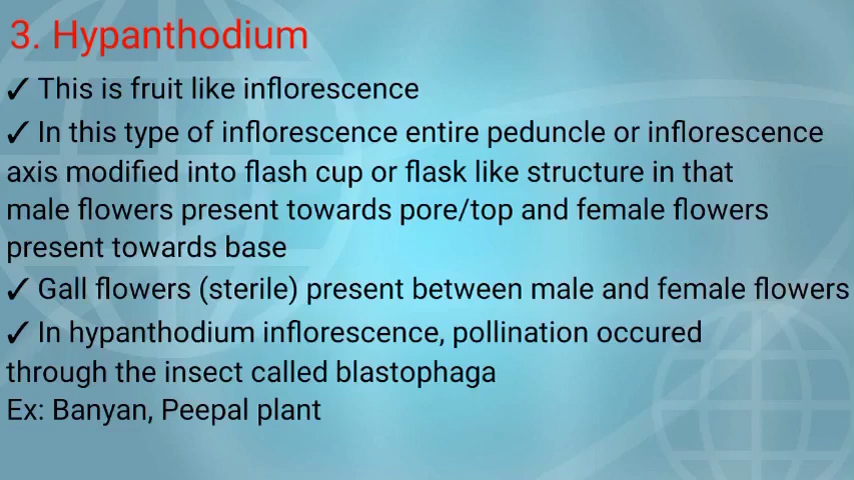 3. Hypanthodium
✓ This is fruit like inflorescence
✓ In this type of inflorescence entire peduncle or inflorescence
axis modified into flash cup or flask like structure in that
male flowers present towards pore/top and female flowers
present towards base
✓ Gall flowers (sterile) present between male and female flowers
✓ In hypanthodium inflorescence, pollination occured
through the insect called blastophaga
Ex: Banyan, Peepal plant